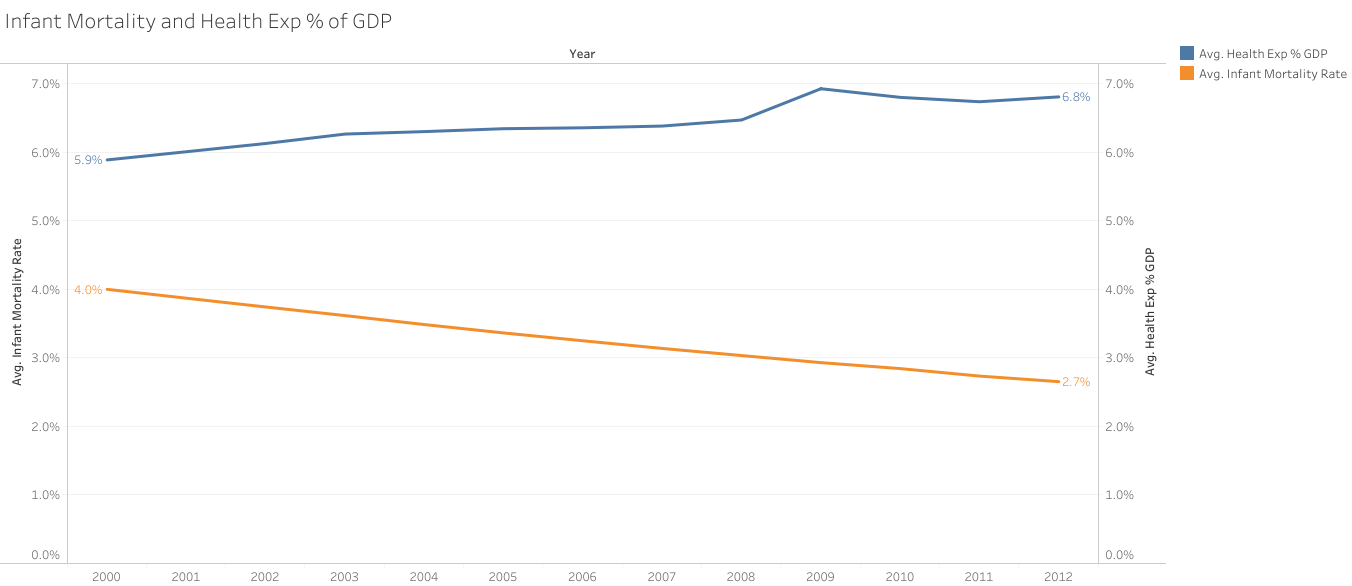 Infant Mortality and Health Exp % of GDP
Year
Avg. Health Exp % GDP
Avg. Infant Mortality Rate
Avg. Infant Mortality Rate
7.0%
6.0%
5.0%
4.0%
3.0%
2.0%
1.0%
0.0%
5.9%
6.8%
4.0%
2.7%
7.0%
6.0%
5.0%
4.0%
3.0%
2.0%
1.0%
0.0%
Avg. Health Exp % GDP
2000 2001 2002 2003 2004 2005 2006 2007 2008 2009 2010 2011 2012